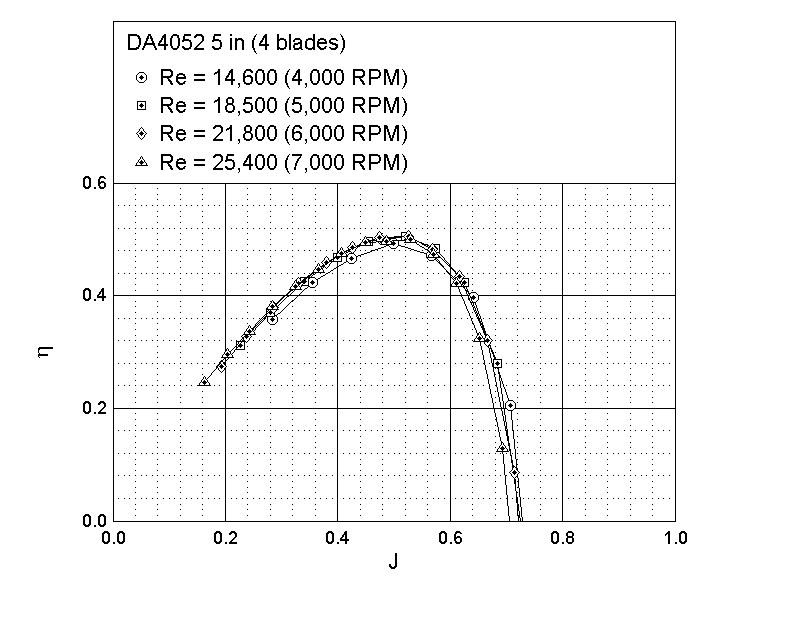 DA4052 5 in (4 blades)
Re = 14,600 (4,000 RPM)
Re = 18,500 (5,000 RPM)
Re = 21,800 (6,000 RPM)
Re = 25,400 (7,000 RPM)
0.6
0.4
η
0.2
0.0
0.0 0.2 0.4 0.6 0.8 1.0
J